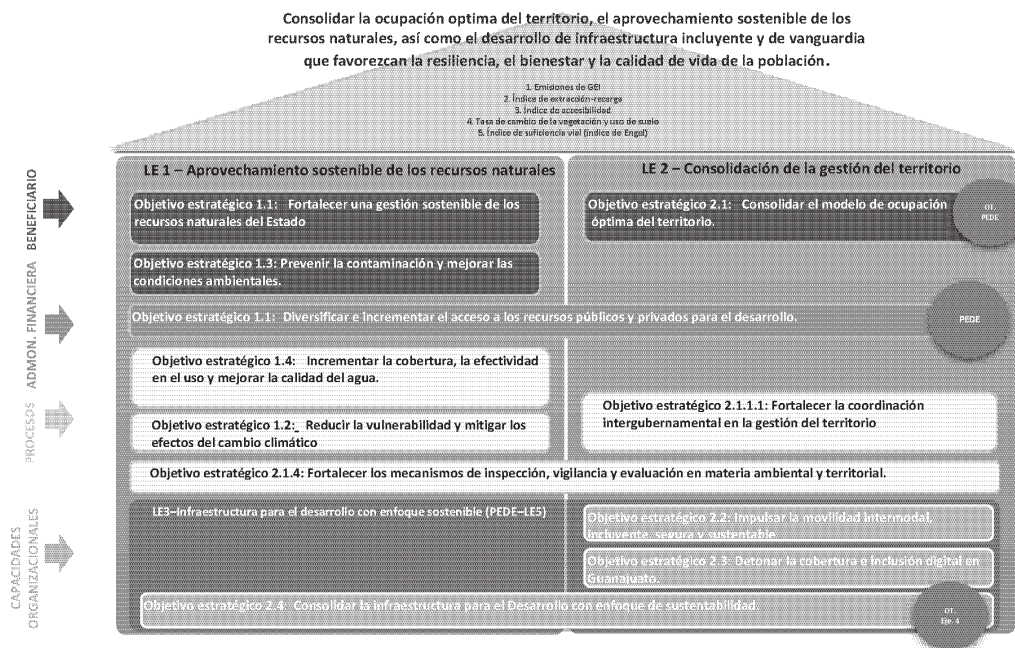 Consolidar la ocupación optima del territorio, el aprovechamiento sostenible de los
recursos naturales, así como el desarrollo de infraestructura incluyente y de vanguardia
que favorezcan la resiliencia, el bienestar y la calidad de vida de la población.
1. Emisiones de GEI
2. Índice de extracción-recarga
3. Índice de accesibilidad
4. Tasa de cambio de la vegetación y uso de suelo
5. Índice de suficiencia vial (índice de Engel)
BENEFICIARIO
LE 1 – Aprovechamiento sostenible de los recursos naturales
LE 2 – Consolidación de la gestión del territorio
Objetivo estratégico 1.1: Fortalecer una gestión sostenible de los
recursos naturales del Estado
Objetivo estratégico 2.1: Consolidar el modelo de ocupación
óptima del territorio.
OT.
PEDE
Objetivo estratégico 1.3: Prevenir la contaminación y mejorar las
condiciones ambientales.
ADMON. FINANCIERA
Objetivo estratégico 1.1: Diversificar e incrementar el acceso a los recursos públicos y privados para el desarrollo.
PEDE
PROCESOS
Objetivo estratégico 1.4: Incrementar la cobertura, la efectividad
en el uso y mejorar la calidad del agua.
Objetivo estratégico 1.2:_ Reducir la vulnerabilidad y mitigar los
efectos del cambio climático
Objetivo estratégico 2.1.1.1: Fortalecer la coordinación
intergubernamental en la gestión del territorio
Objetivo estratégico 2.1.4: Fortalecer los mecanismos de inspección, vigilancia y evaluación en materia ambiental y territorial.
CAPACIDADES
ORGANIZACIONALES
LE3–Infraestructura para el desarrollo con enfoque sostenible (PEDE–LE5)
Objetivo estratégico 2.2: Impulsar la movilidad intermodal,
incluyente, segura y sustentable
Objetivo estratégico 2.3: Detonar la cobertura e inclusión digital en
Guanajuato.
Objetivo estratégico 2.4: Consolidar la infraestructura para el Desarrollo con enfoque de sustentabilidad.
OT.
Eje. 4